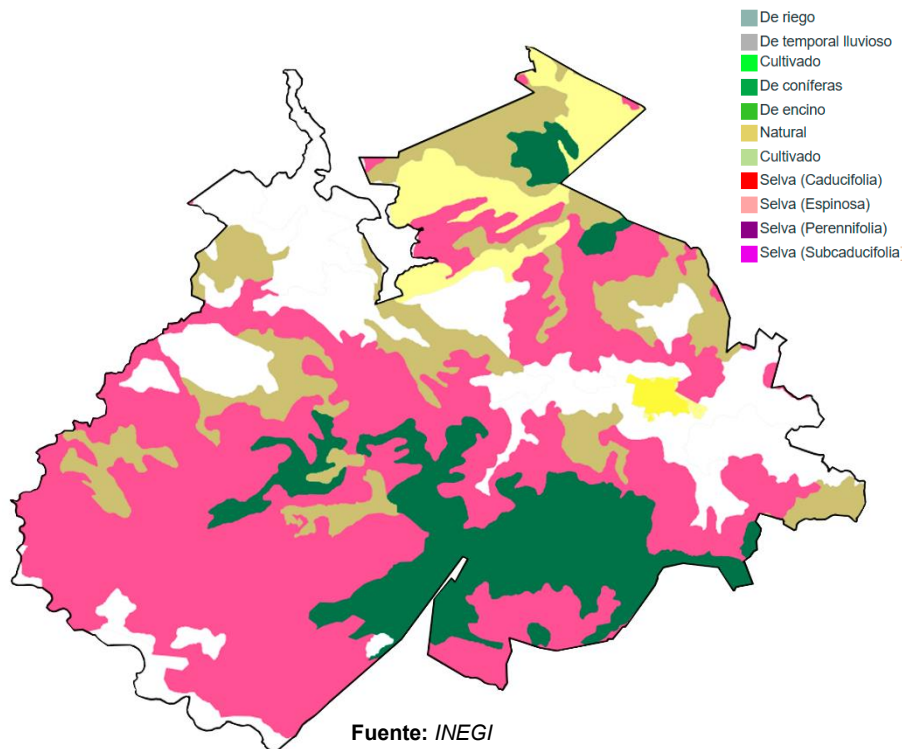 De riego
De temporal lluvioso
Cultivado
De coníferas
De encino
Natural
Cultivado
Selva (Caducifolia)
Selva (Espinosa)
Selva (Perennifolia)
Selva (Subcaducifolia)
Fuente: INEGI